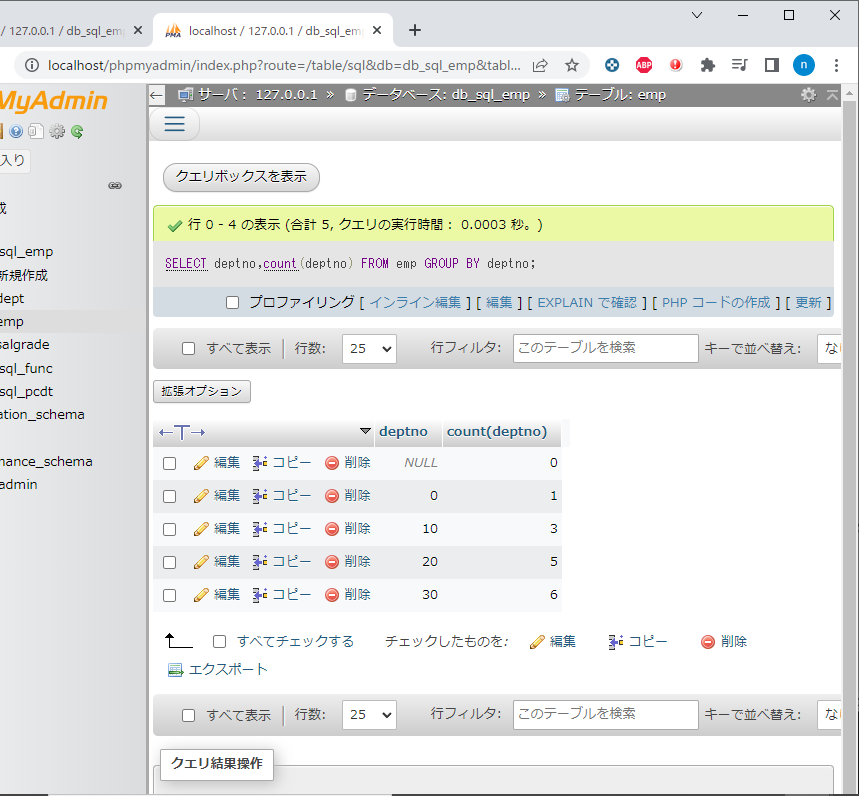 / 127.0.0.1 / db_sql_em
localhost / 127.0.0.1 / db_sql_em
localhost/phpmyadmin/index.php?route=/table/sql&db=db_sql_emp&tabl...
ABP
n
MyAdmin
サーバ: 127.0.0.1 » データベース: db_sql_emp » テーブル: emp
入り
成
sql_emp
新規作成
dept
emp
salgrade
sql_func
sql_pcdt
ation_schema
mance_schema
admin
クエリボックスを表示
行 0 - 4 の表示 (合計 5, クエリの実行時間: 0.0003 秒。)
SELECT deptno,count(deptno) FROM emp GROUP BY deptno;
プロファイリング [ インライン編集 ] [ 編集 ] [ EXPLAIN で確認 ] [ PHP コードの作成 ] [ 更新 ]
すべて表示 行数: 25 行フィルタ: このテーブルを検索 キーで並べ替え: な
拡張オプション
←T→ deptno count(deptno)
編集 コピー 削除 NULL 0
編集 コピー 削除 0 1
編集 コピー 削除 10 3
編集 コピー 削除 20 5
編集 コピー 削除 30 6
すべてチェックする チェックしたものを: 編集 コピー 削除
エクスポート
すべて表示 行数: 25 行フィルタ: このテーブルを検索 キーで並べ替え: な
クエリ結果操作